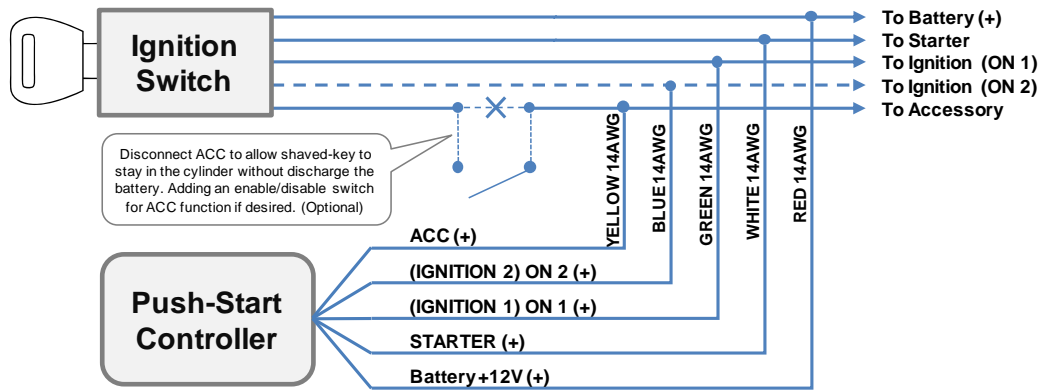 Ignition
Switch
To Battery (+)
To Starter
To Ignition (ON 1)
To Ignition (ON 2)
To Accessory
Disconnect ACC to allow shaved-key to
stay in the cylinder without discharge the
battery. Adding an enable/disable switch
for ACC function if desired. (Optional)
YELLOW 14AWG
BLUE 14AWG
GREEN 14AWG
WHITE 14AWG
RED 14AWG
Push-Start
Controller
ACC (+)
(IGNITION 2) ON 2 (+)
(IGNITION 1) ON 1 (+)
STARTER (+)
Battery +12V (+)